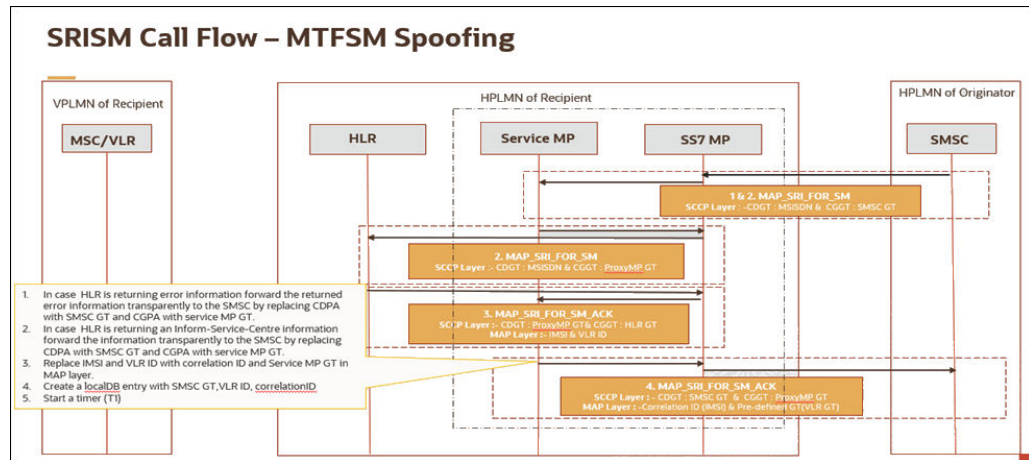 SRISM Call Flow – MTFSM Spoofing
VPLMN of Recipient
HPLMN of Recipient
HPLMN of Originator
MSC/VLR
HLR
Service MP
SS7 MP
SMSC
1 & 2. MAP_SRI_FOR_SM
SCCP Layer : -CDGT : MSISDN & CGGT : SMSC GT
2. MAP_SRI_FOR_SM
SCCP Layer :- CDGT : MSISDN & CGGT : ProxyMP GT
3. MAP_SRI_FOR_SM_ACK
SCCP Layer :- CDGT : ProxyMP GT& CGGT : HLR GT
MAP Layer :- IMSI & VLR ID
1. In case HLR is returning error information forward the returned
error information transparently to the SMSC by replacing CDPA
with SMSC GT and CGPA with service MP GT.
2. In case HLR is returning an Inform-Service-Centre information
forward the information transparently to the SMSC by replacing
CDPA with SMSC GT and CGPA with service MP GT.
3. Replace IMSI and VLR ID with correlation ID and Service MP GT in
MAP layer.
4. Create a localDB entry with SMSC GT,VLR ID, correlationID
5. Start a timer (T1)
4. MAP_SRI_FOR_SM_ACK
SCCP Layer :- CDGT : SMSC GT & CGGT : ProxyMP GT
MAP Layer : -Correlation ID (IMSI) & Pre-defined GT(VLR GT)